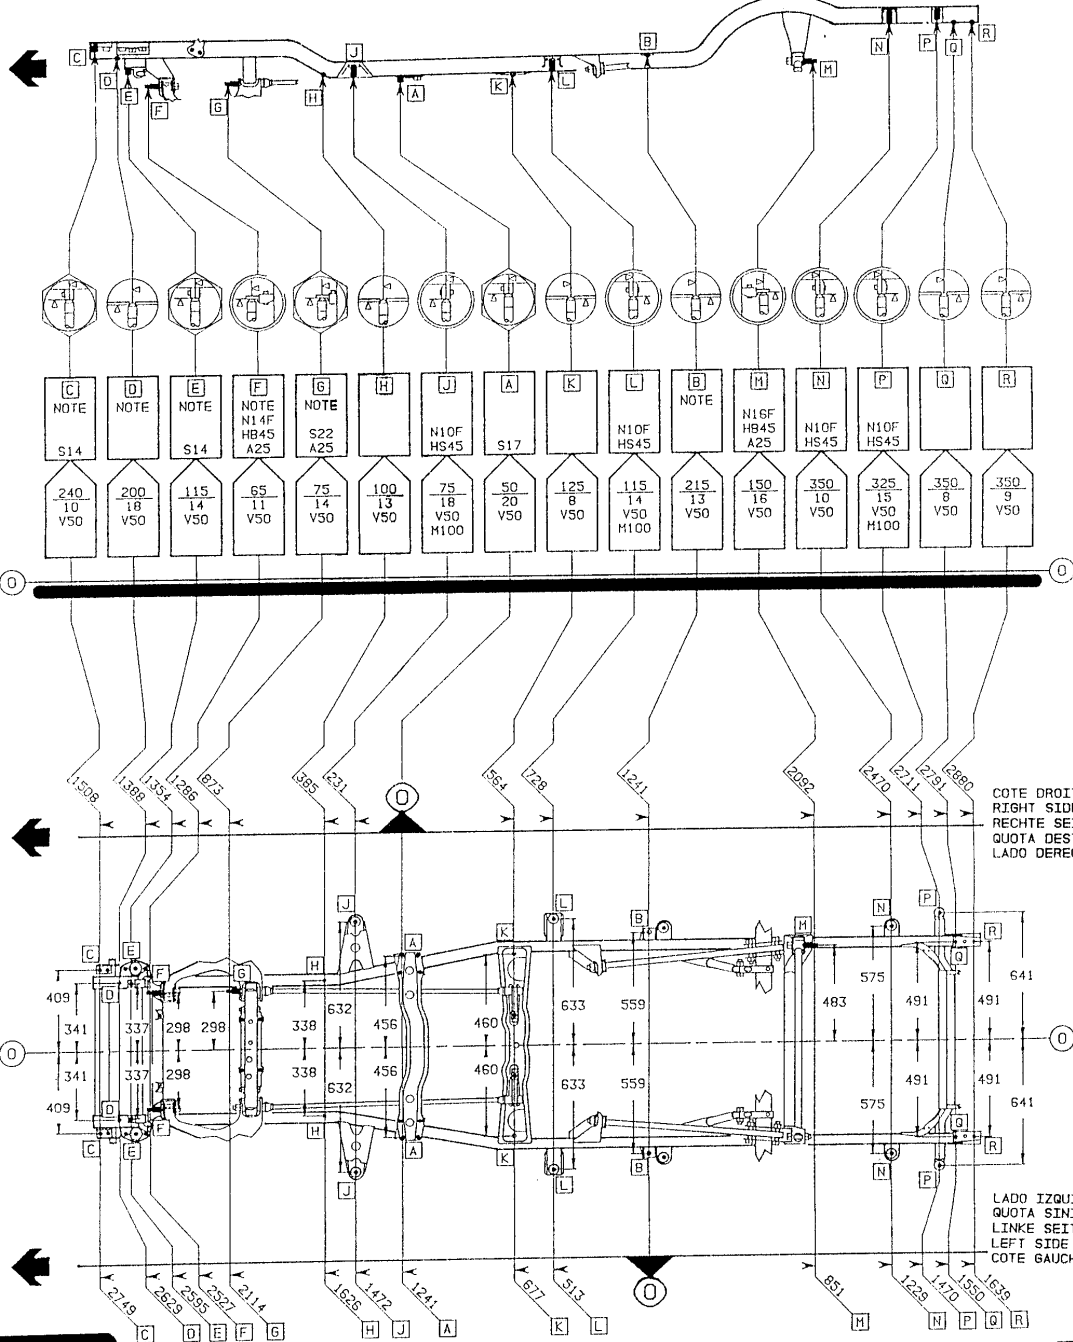 C D E F G H J A K L B M N P Q R
C D E F G H J A K L B M N P Q R
NOTE NOTE NOTE NOTE NOTE NOTE
N14F N16F
S14 S14 HB45 S22 N10F S17 N10F HB45 N10F N10F
A25 A25 HS45 HS45 A25 HS45 HS45
240 200 115 65 75 100 75 50 125 115 215 150 350 325 350 350
10 18 14 11 14 13 18 20 8 14 13 16 10 15 8 9
V50 V50 V50 V50 V50 V50 V50 V50 V50 V50 V50 V50 V50 V50 V50 V50
M100 M100 M100
0 0
1508 1388 1354 1286 873 385 231 564 728 1241 2092 2470 2711 2791 2880
0
COTE DROIT
RIGHT SIDE
RECHTE SEI
QUOTA DEST
LADO DERE
J L B M N P
C E F G H A K Q R
D
409 341 337 298 298 338 632 456 460 633 559 483 575 491 491 641
0 0
409 341 337 298 338 632 456 460 633 559 575 491 491 641
D
C E F H A K Q R
J L B N P
LADO IZQU
QUOTA SIN
LINKE SEIT
LEFT SIDE
COTE GAUCH
0
2749 2629 2595 2527 2114 1626 1472 1241 677 513 851 1229 1470 1550 1639
C D E F G H J A K L M N P Q R